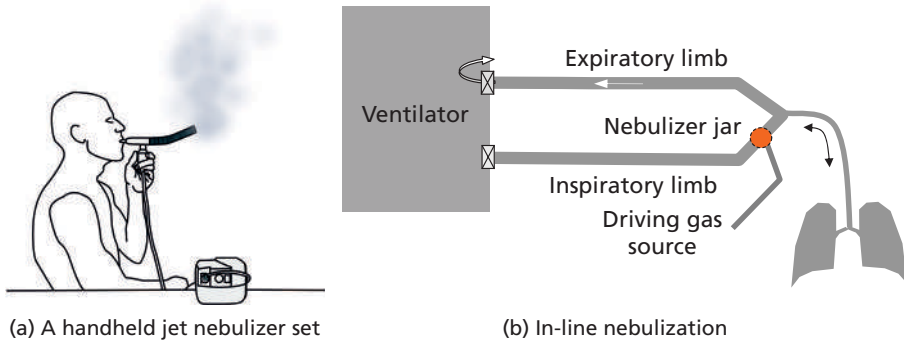 Expiratory limb
Ventilator
Nebulizer jar
Inspiratory limb
Driving gas
source
(a) A handheld jet nebulizer set
(b) In-line nebulization